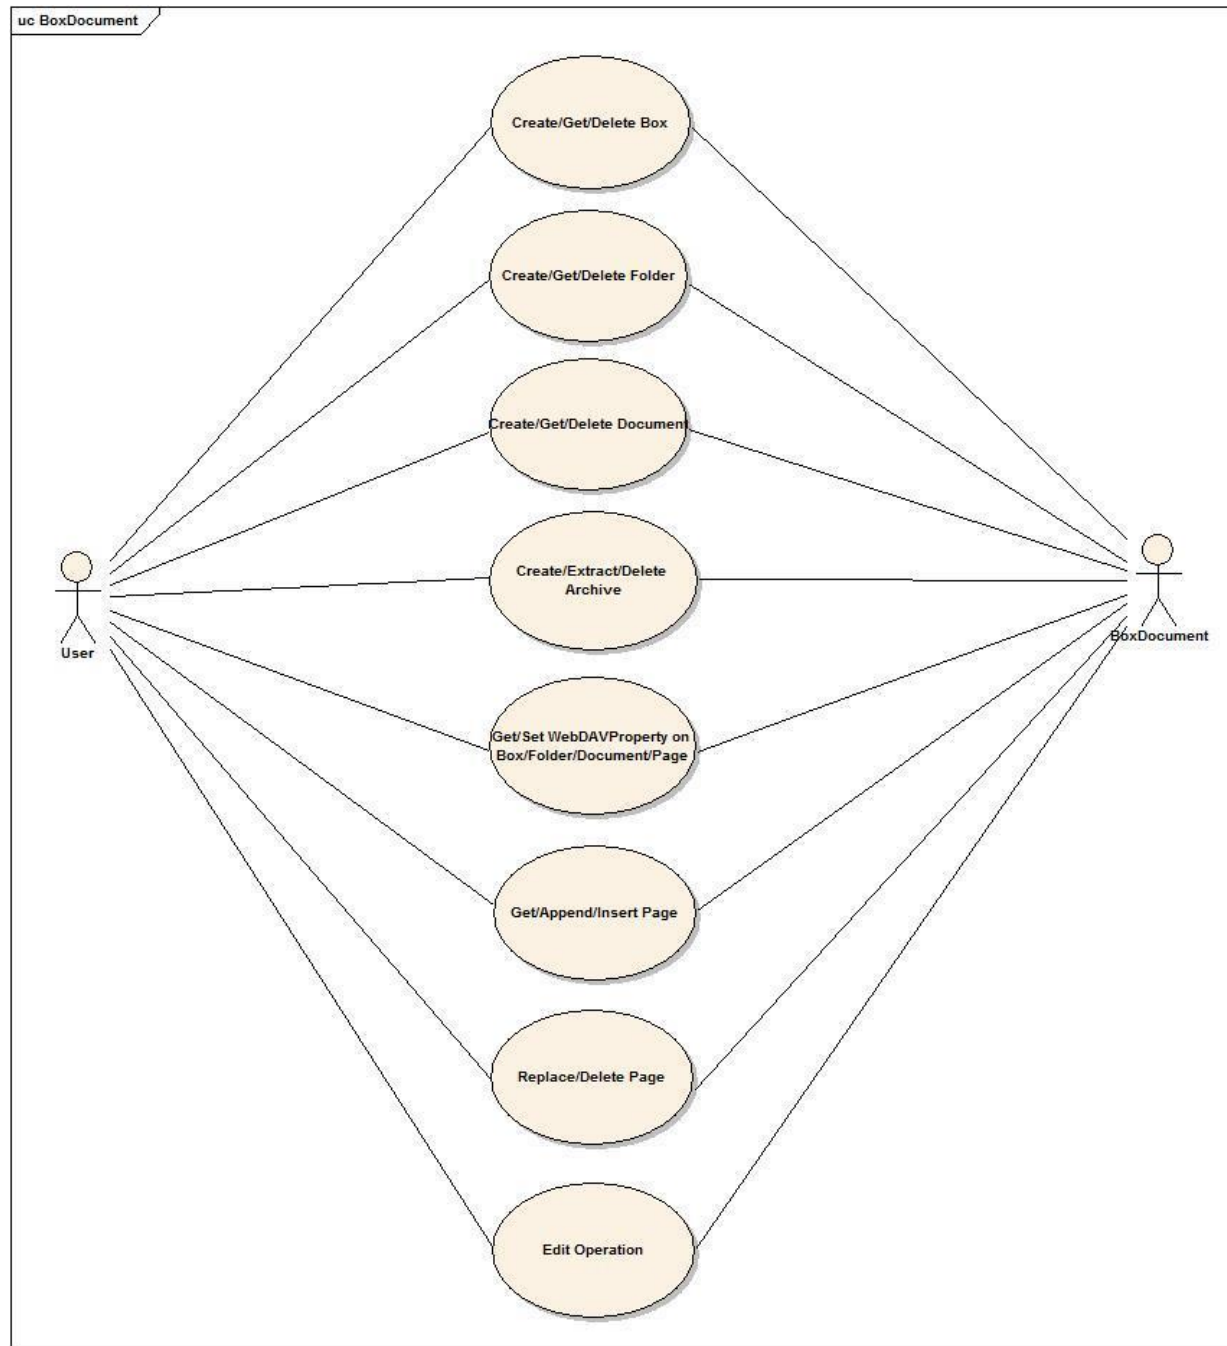 uc BoxDocument
Create/Get/Delete Box
Create/Get/Delete Folder
Create/Get/Delete Document
Create/Extract/Delete
Archive
User
BoxDocument
Get/Set WebDAVProperty on
Box/Folder/Document/Page
Get/Append/Insert Page
Replace/Delete Page
Edit Operation